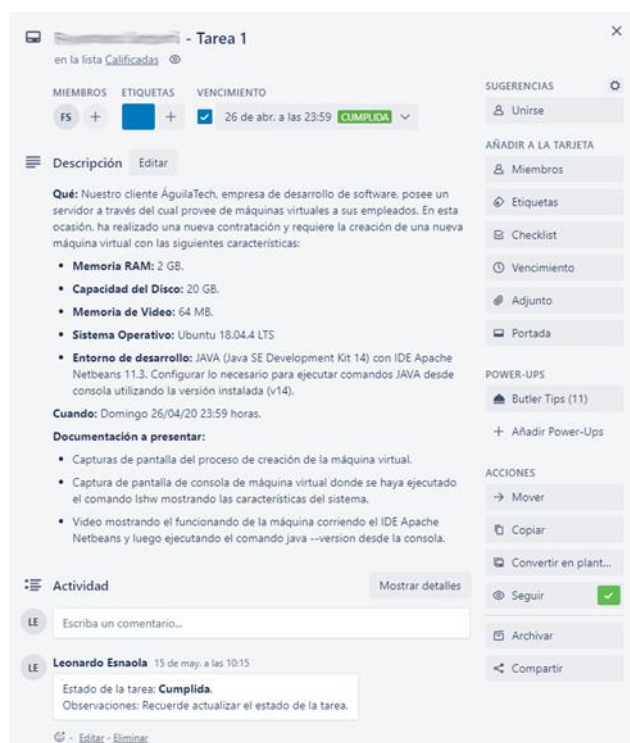 - Tarea 1
en la lista Calificadas
MIEMBROS ETIQUETAS VENCIMIENTO
FS + + 26 de abr. a las 23:59 CUMPLIDA
Descripción Editar
Qué: Nuestro cliente ÁguilaTech, empresa de desarrollo de software, posee un
servidor a través del cual provee de máquinas virtuales a sus empleados. En esta
ocasión, ha realizado una nueva contratación y requiere la creación de una nueva
máquina virtual con las siguientes características:
• Memoria RAM: 2 GB.
• Capacidad del Disco: 20 GB.
• Memoria de Video: 64 MB.
• Sistema Operativo: Ubuntu 18.04.4 LTS
• Entorno de desarrollo: JAVA (Java SE Development Kit 14) con IDE Apache
Netbeans 11.3. Configurar lo necesario para ejecutar comandos JAVA desde
consola utilizando la versión instalada (v14).
Cuando: Domingo 26/04/20 23:59 horas.
Documentación a presentar:
• Capturas de pantalla del proceso de creación de la máquina virtual.
• Captura de pantalla de consola de máquina virtual donde se haya ejecutado
el comando lshw mostrando las características del sistema.
• Video mostrando el funcionando de la máquina corriendo el IDE Apache
Netbeans y luego ejecutando el comando java --version desde la consola.
Actividad Mostrar detalles
LE Escriba un comentario...
LE Leonardo Esnaola 15 de may. a las 10:15
Estado de la tarea: Cumplida.
Observaciones: Recuerde actualizar el estado de la tarea.
- Editar - Eliminar
SUGERENCIAS
Unirse
AÑADIR A LA TARJETA
Miembros
Etiquetas
Checklist
Vencimiento
Adjunto
Portada
POWER-UPS
Butler Tips (11)
+ Añadir Power-Ups
ACCIONES
→ Mover
Copiar
Convertir en plant...
Seguir
Archivar
Compartir